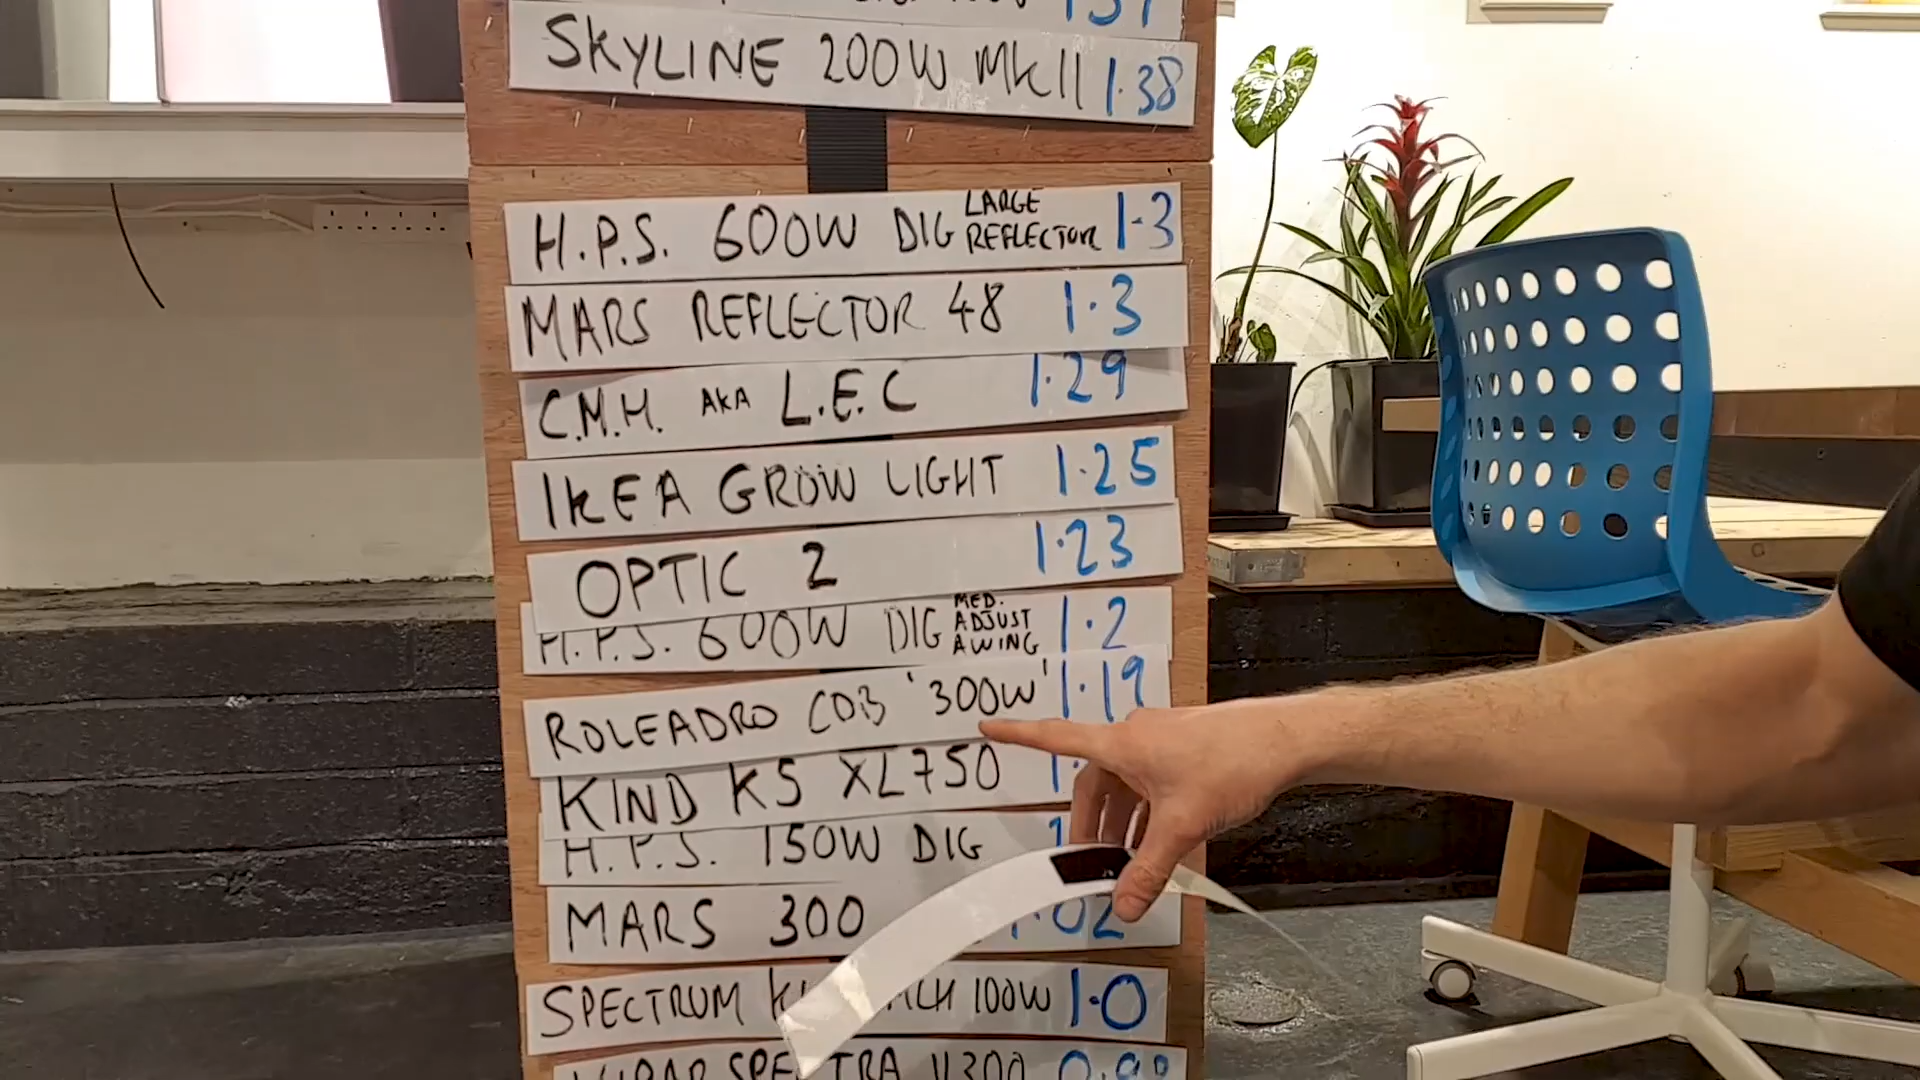 SKYLINE 200W MKII 1.38
H.P.S. 600W DIG LARGE REFLECTOR 1.3
MARS REFLECTOR 48 1.3
C.M.H. AKA L.E.C 1.29
IKEA GROW LIGHT 1.25
OPTIC 2 1.23
H.P.S. 600W DIG MED. ADJUST A WING 1.2
ROLEADRO COB '300W' 1.19
KIND K5 XL750
H.P.S. 150W DIG
MARS 300 1.02
SPECTRUM 100W 1.0